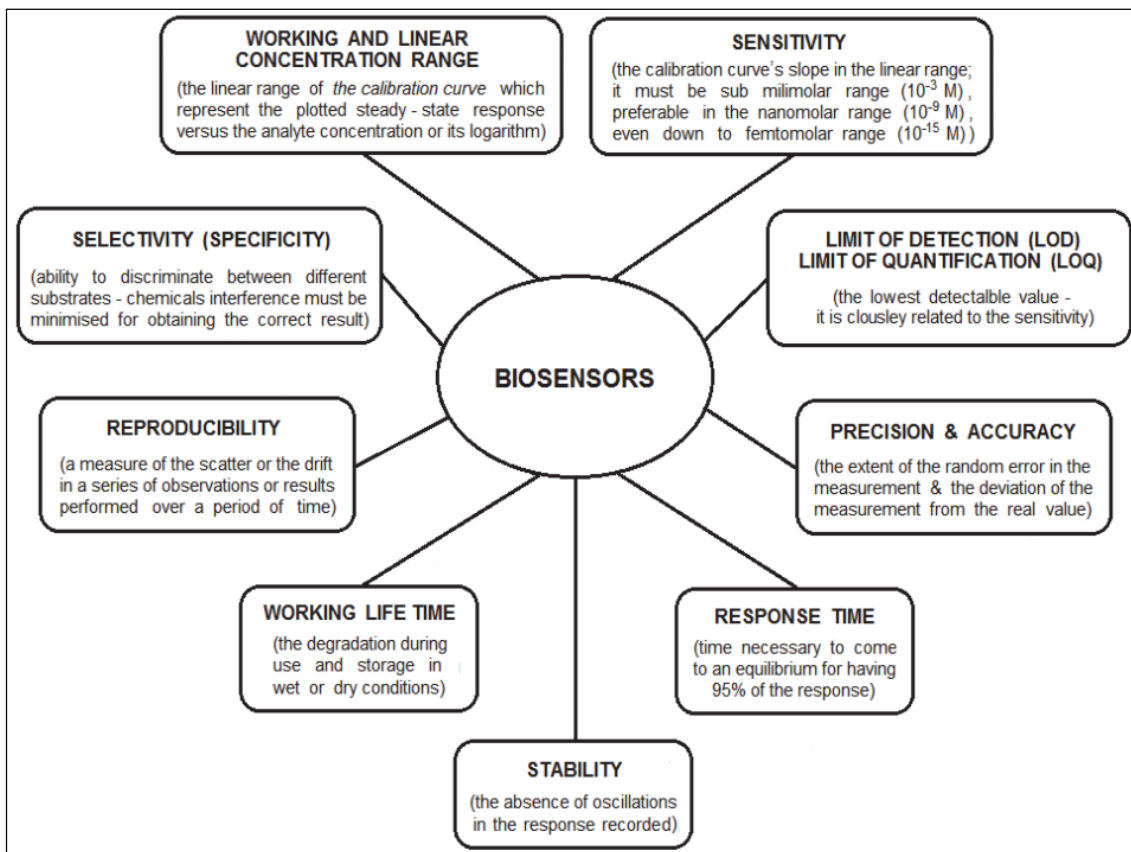 WORKING AND LINEAR
CONCENTRATION RANGE
(the linear range of the calibration curve which
represent the plotted steady - state response
versus the analyte concentration or its logarithm)
SENSITIVITY
(the calibration curve's slope in the linear range;
it must be sub milimolar range (10⁻³ M),
preferable in the nanomolar range (10⁻⁹ M),
even down to femtomolar range (10⁻¹⁵ M))
SELECTIVITY (SPECIFICITY)
(ability to discriminate between different
substrates - chemicals interference must be
minimised for obtaining the correct result)
LIMIT OF DETECTION (LOD)
LIMIT OF QUANTIFICATION (LOQ)
(the lowest detectalble value -
it is clousley related to the sensitivity)
BIOSENSORS
REPRODUCIBILITY
(a measure of the scatter or the drift
in a series of observations or results
performed over a period of time)
PRECISION & ACCURACY
(the extent of the random error in the
measurement & the deviation of the
measurement from the real value)
WORKING LIFE TIME
(the degradation during
use and storage in
wet or dry conditions)
RESPONSE TIME
(time necessary to come
to an equilibrium for having
95% of the response)
STABILITY
(the absence of oscillations
in the response recorded)